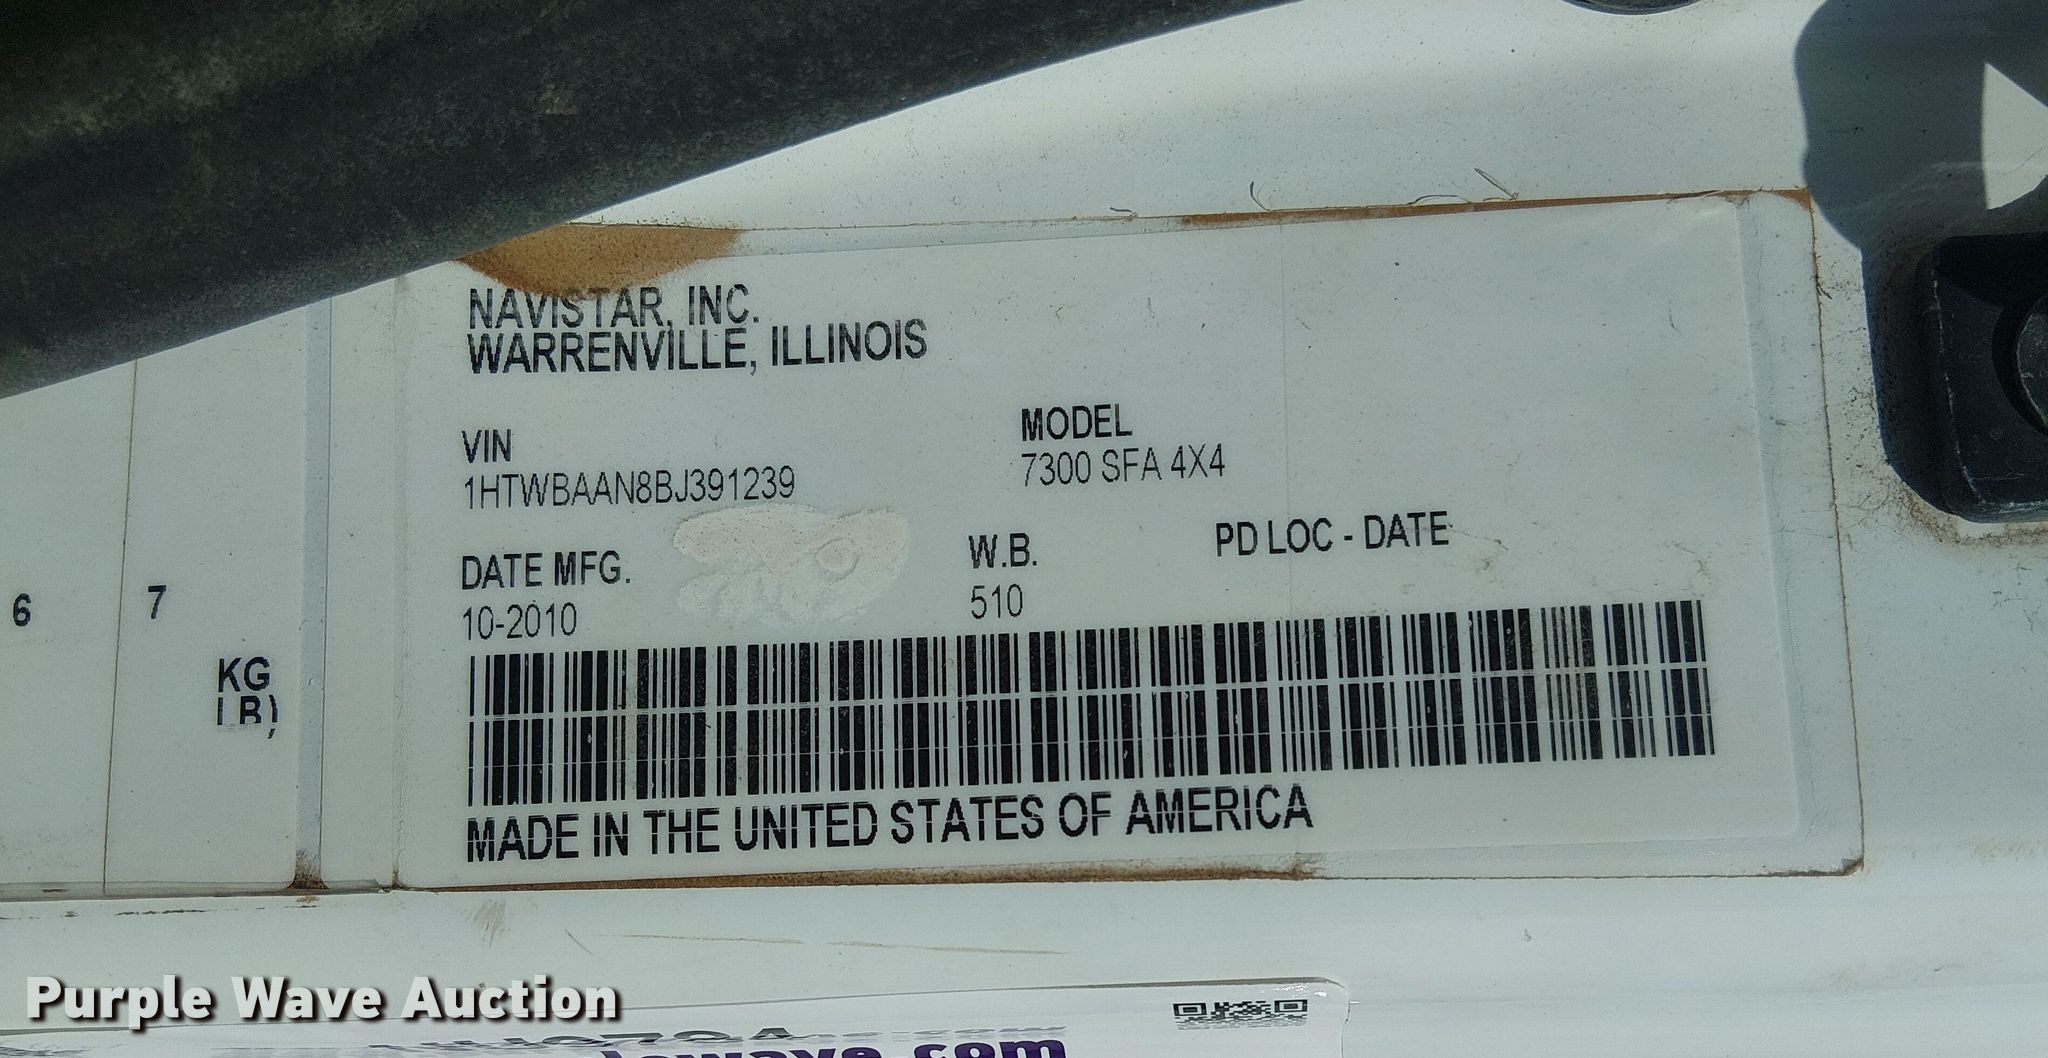 NAVISTAR, INC.
WARRENVILLE, ILLINOIS
VIN
1HTWBAAN8BJ391239
MODEL
7300 SFA 4X4
DATE MFG.
10-2010
W.B.
510
PD LOC - DATE
MADE IN THE UNITED STATES OF AMERICA
6
7
KG
LB)
Purple Wave Auction